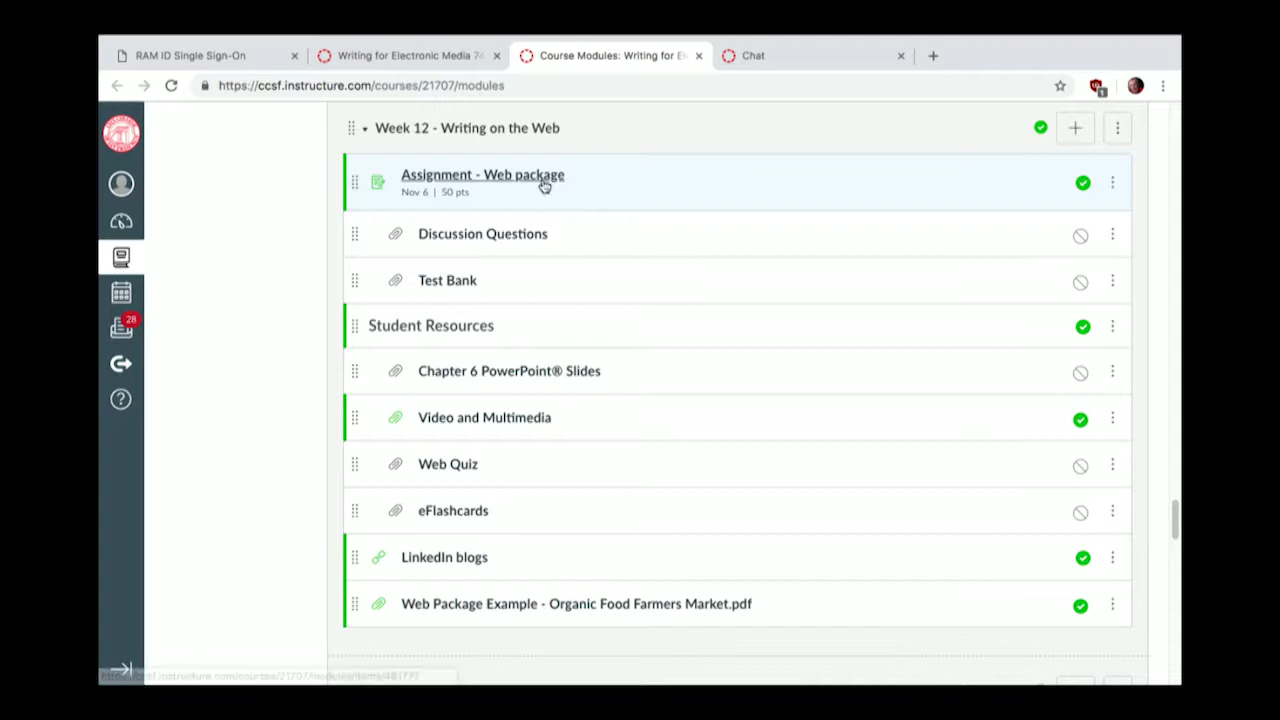 RAM ID Single Sign-On
Writing for Electronic Media 74
Course Modules: Writing for El
Chat
https://ccsf.instructure.com/courses/21707/modules
1
Week 12 - Writing on the Web
Assignment - Web package
Nov 6 | 50 pts
Discussion Questions
Test Bank
Student Resources
28
Chapter 6 PowerPoint® Slides
Video and Multimedia
Web Quiz
eFlashcards
LinkedIn blogs
Web Package Example - Organic Food Farmers Market.pdf